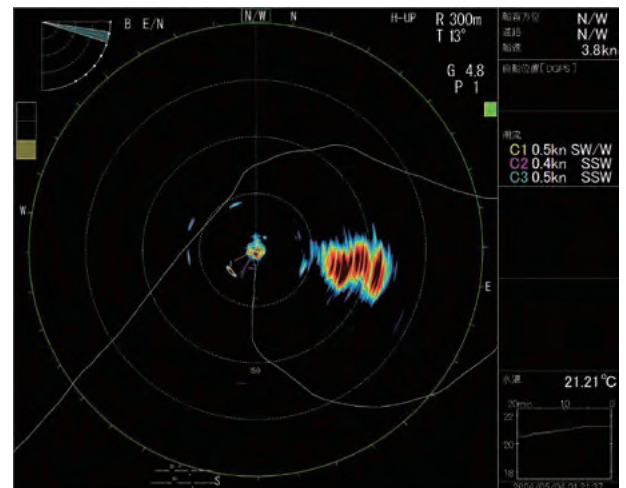 B E/N
N/W N
H-UP
R 300m
T 13°
G 4.8
P 1
W
E
S
150
船首方位 N/W
進路 N/W
船速 3.8kn
自船位置[DGPS]
潮流
C1 0.5kn SW/W
C2 0.4kn SSW
C3 0.5kn SSW
水温 21.21°C
20min 10 0
22
20
18